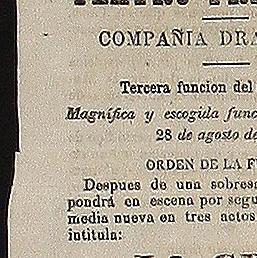 COMPAÑIA DRA
Tercera funcion del
Magnífica y escogida func
28 de agosto de
ORDEN DE LA F
Despues de una sobres
pondrá en escena por segu
media nueva en tres actos
intitula: